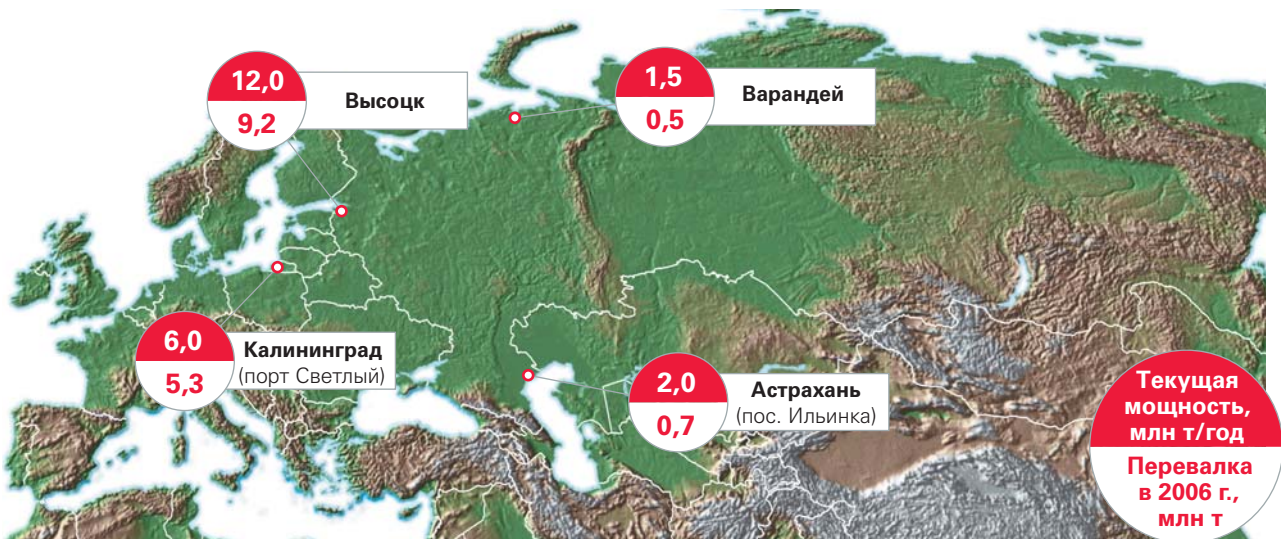 12,0
9,2
Высоцк
1,5
0,5
Варандей
6,0
5,3
Калининград
(порт Светлый)
2,0
0,7
Астрахань
(пос. Ильинка)
Текущая
мощность,
млн т/год
Перевалка
в 2006 г.,
млн т